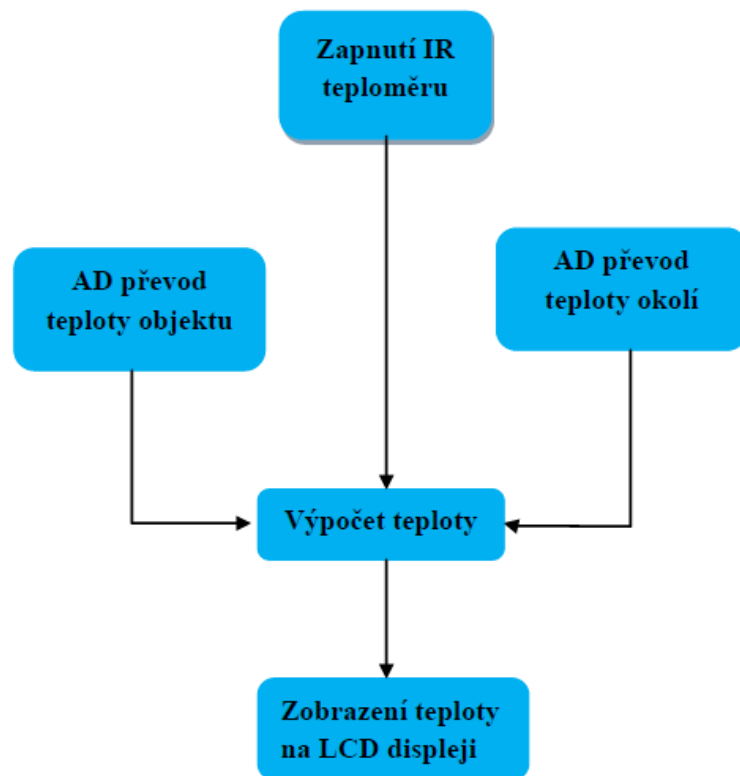 Zapnutí IR
teploměru
AD převod
teploty objektu
AD převod
teploty okolí
Výpočet teploty
Zobrazení teploty
na LCD displeji